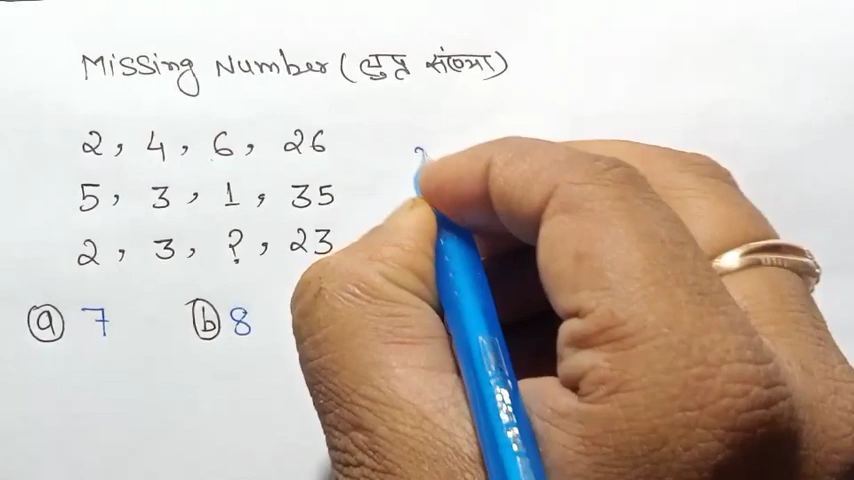 Missing Number (लुप्त संख्या)
2, 4, 6, 26
5, 3, 1, 35
2, 3, ?, 23
(a) 7 (b) 8